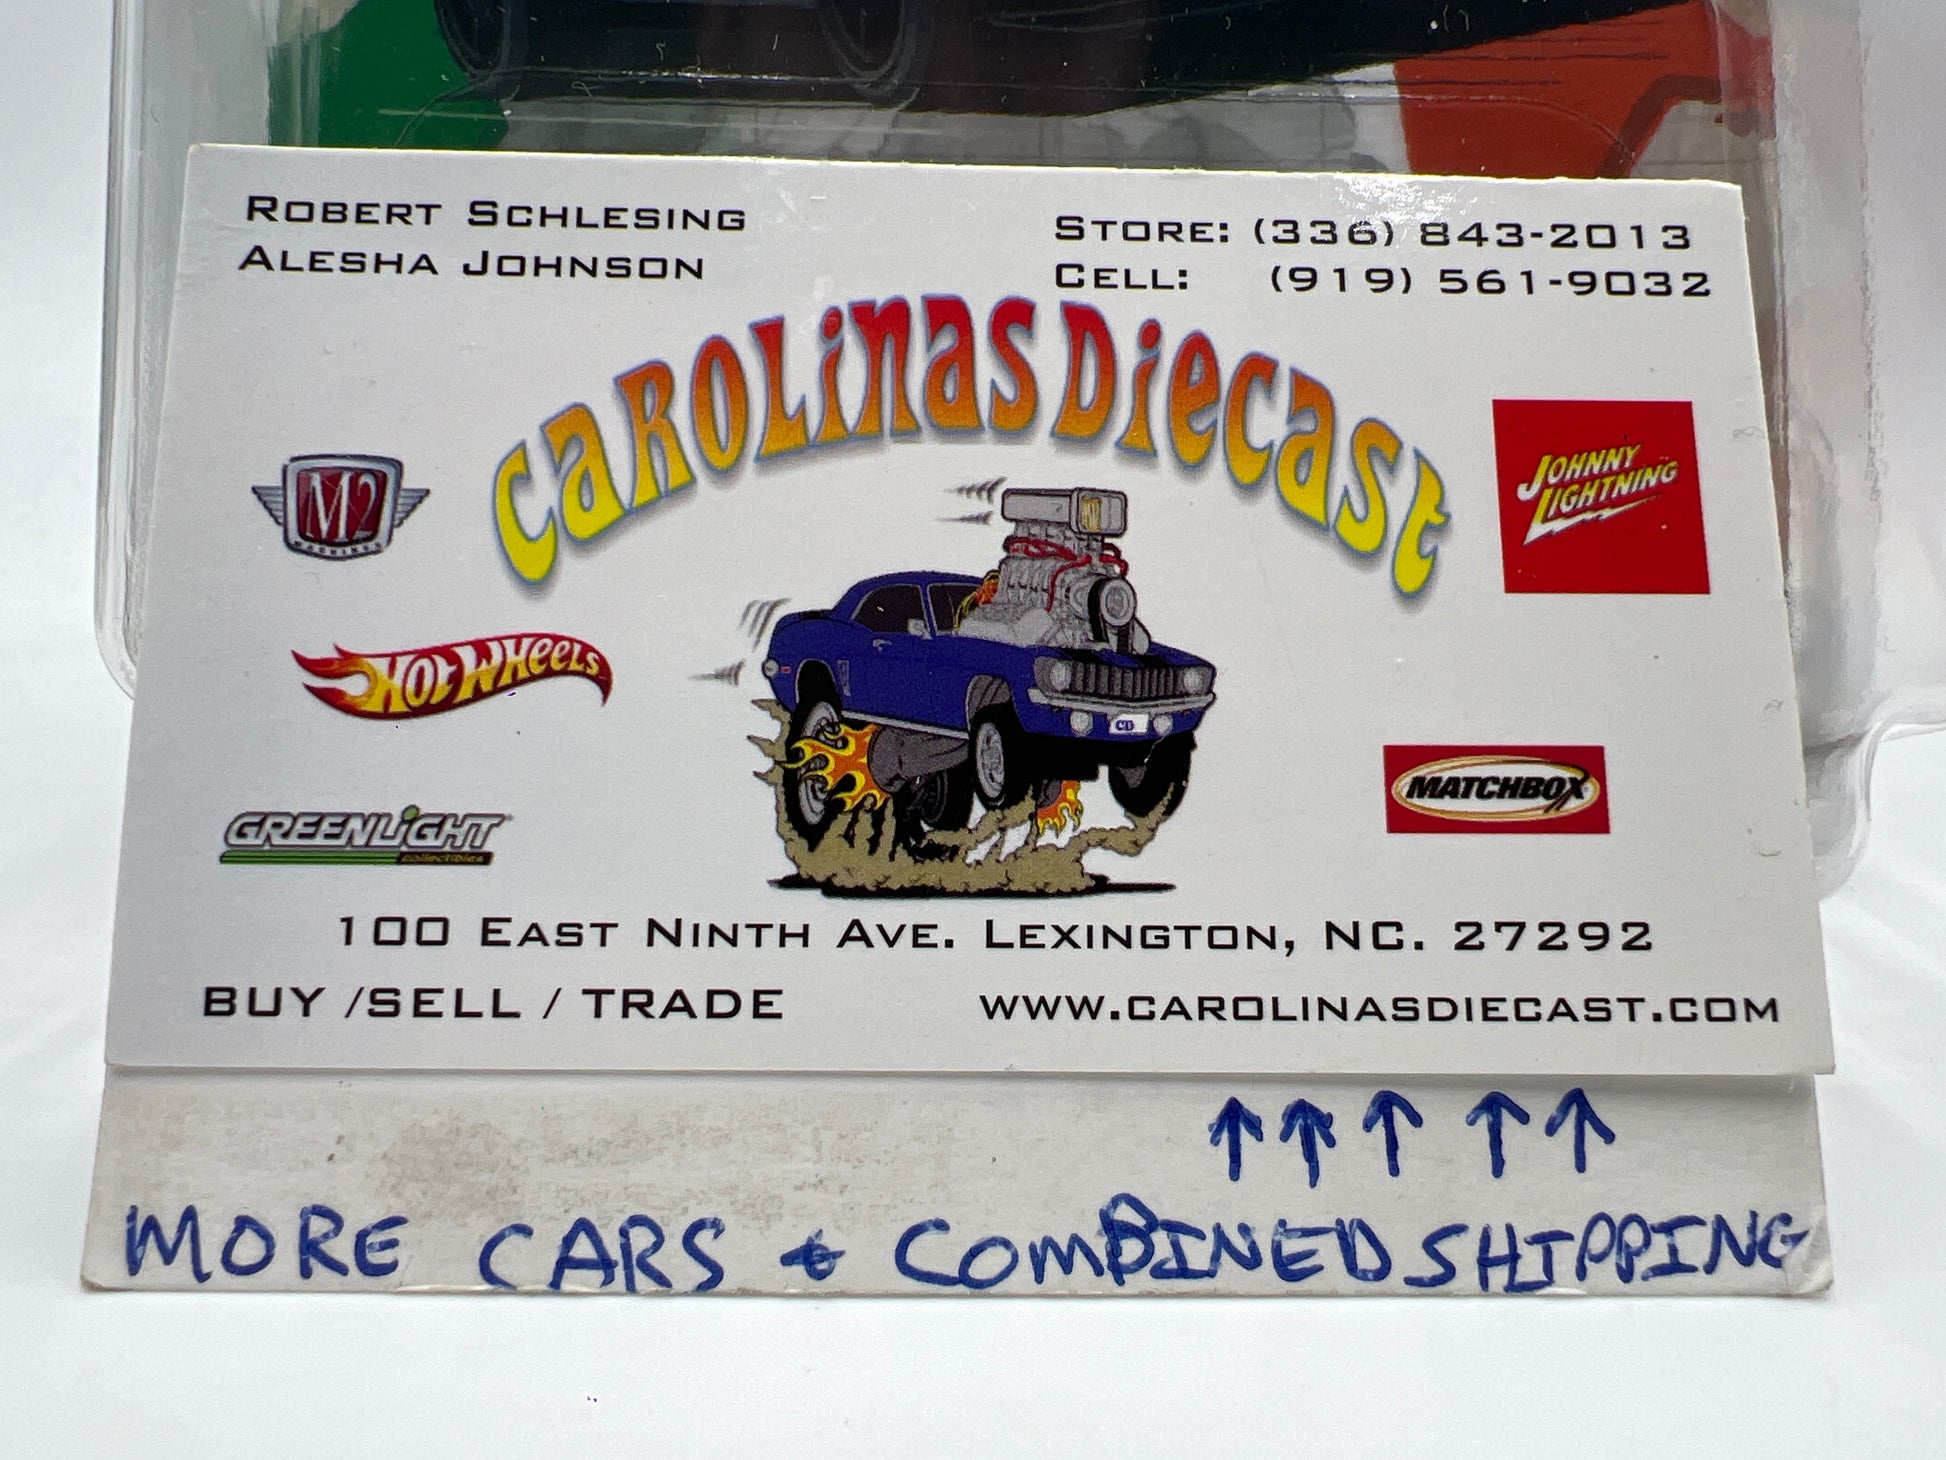 ROBERT SCHLESING
ALESHA JOHNSON
STORE: (336) 843-2013
CELL: (919) 561-9032
CAROLINAS DIECAST
M2
MACHINES
JOHNNY
LIGHTNING
HOT WHEELS
CD
MATCHBOX
GREENLiGHT
collectibles
100 EAST NINTH AVE. LEXINGTON, NC. 27292
BUY /SELL / TRADE
WWW.CAROLINASDIECAST.COM
↑ ↑ ↑ ↑ ↑
MORE CARS & COMBINED SHIPPING